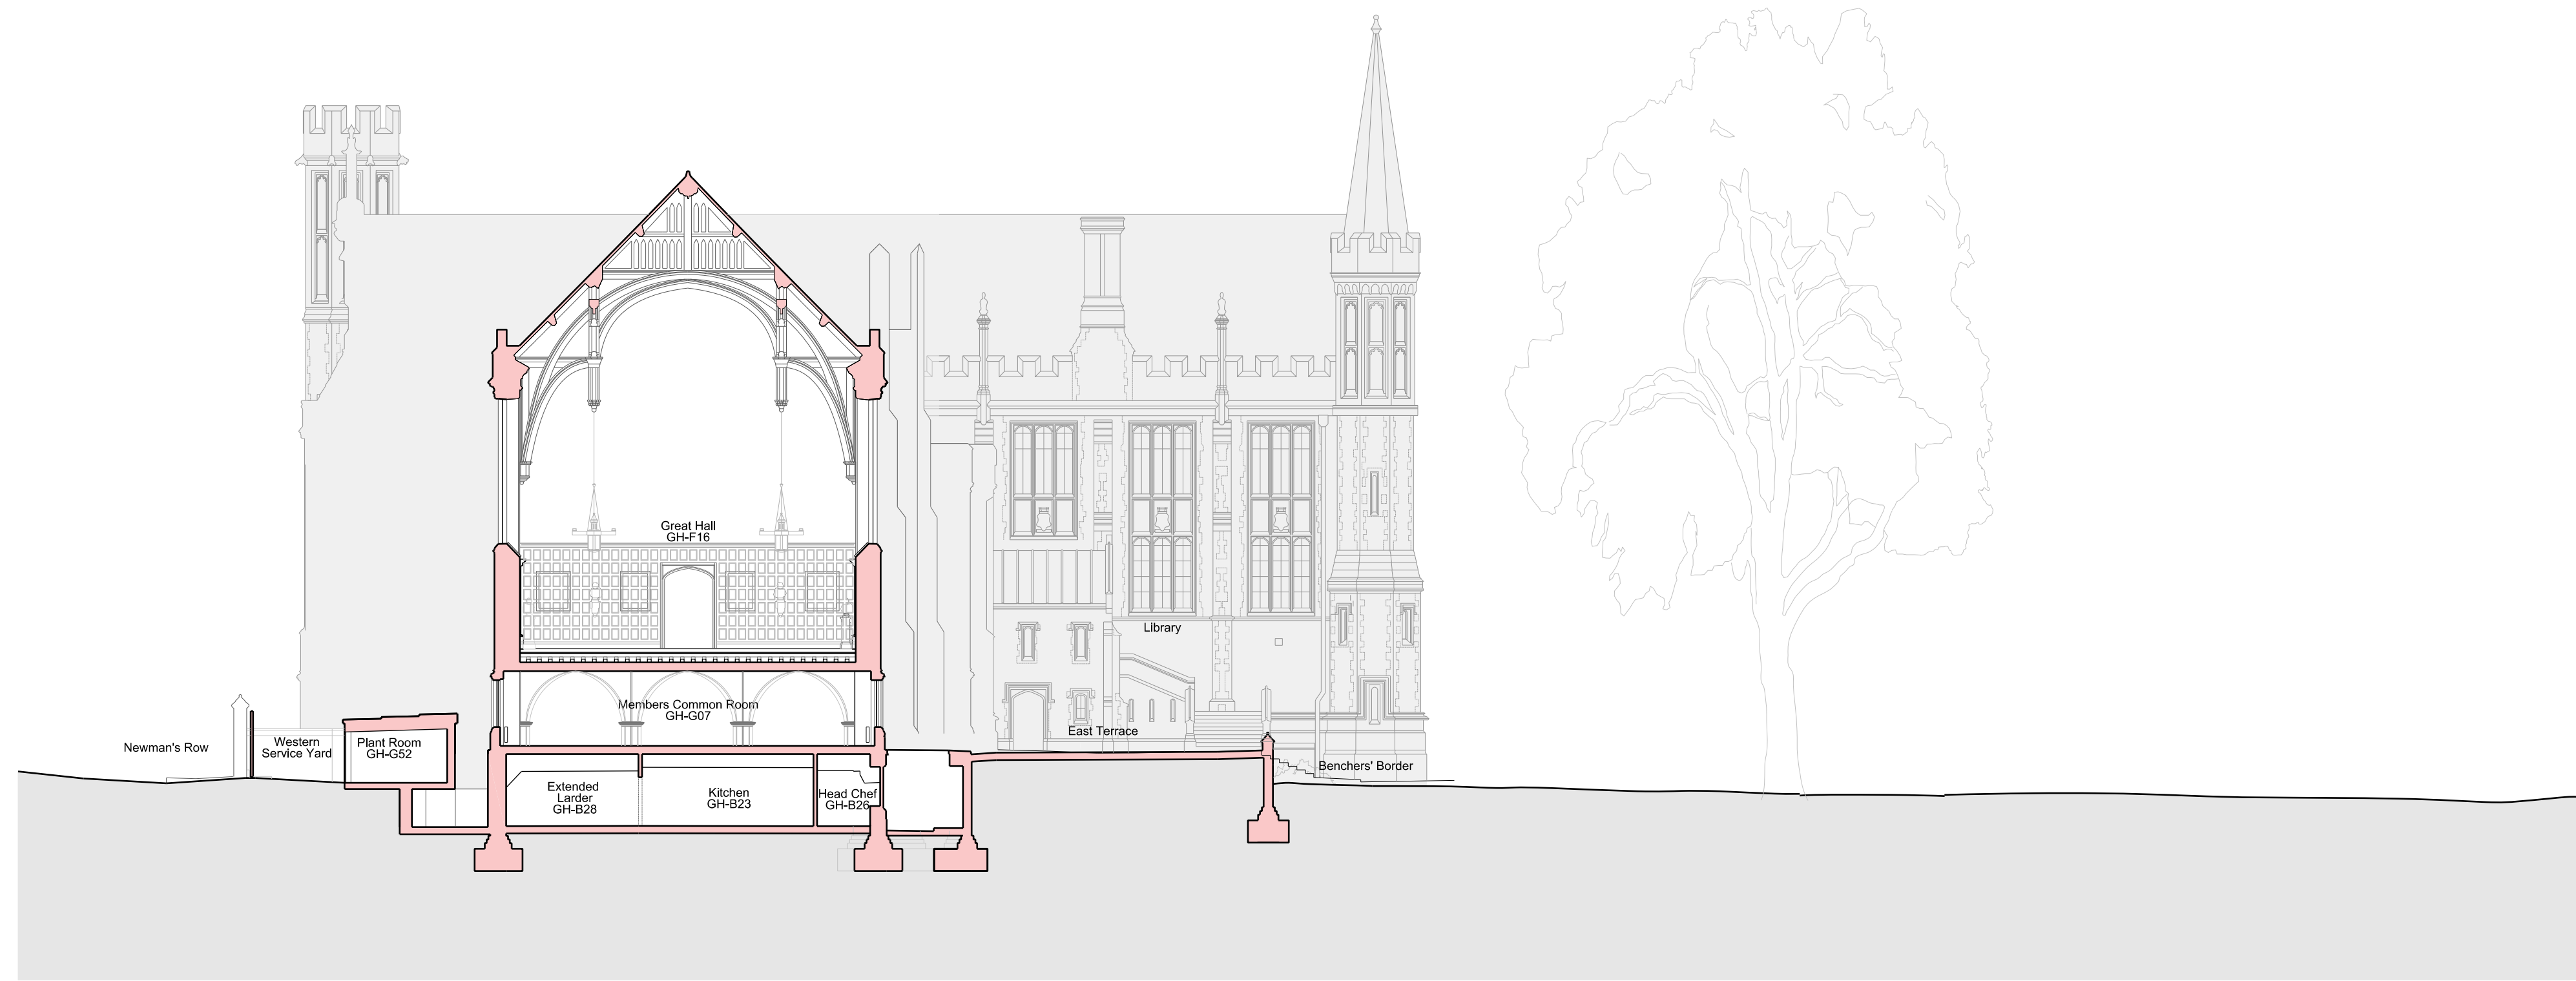 Great Hall
GH-F16
Library
Members Common Room
GH-G07
East Terrace
Newman's Row
Western
Service Yard
Plant Room
GH-G52
Benchers' Border
Extended
Larder
GH-B28
Kitchen
GH-B23
Head Chef
GH-B26